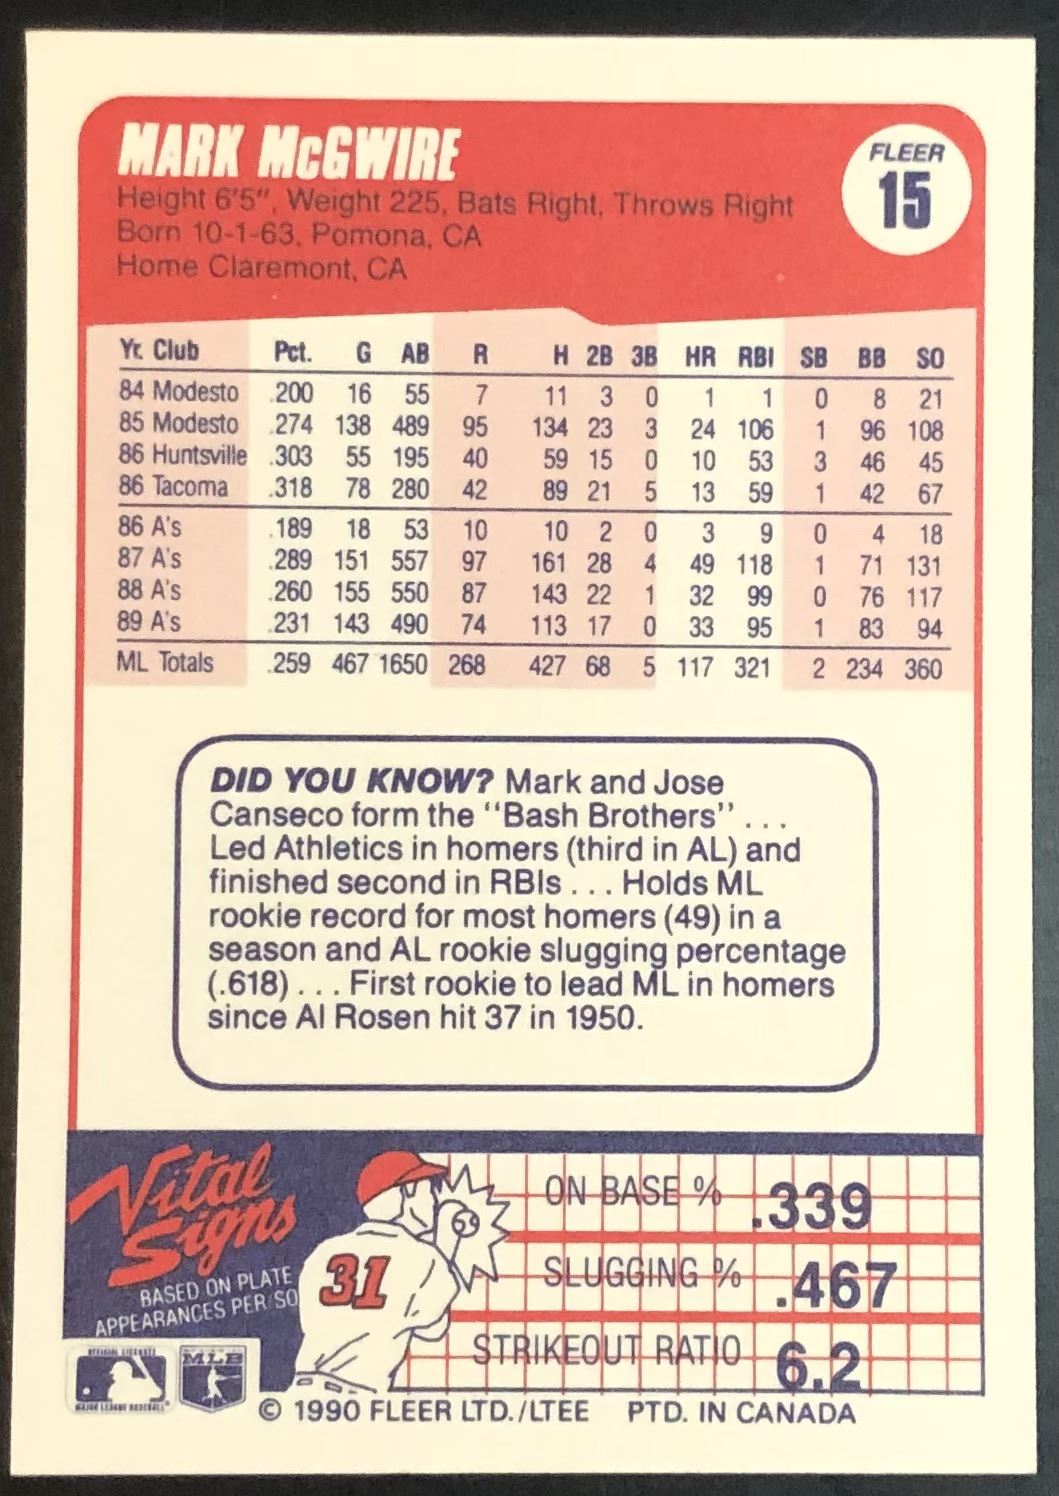 MARK McGWIRE
Height 6'5", Weight 225, Bats Right, Throws Right
Born 10-1-63, Pomona, CA
Home Claremont, CA
FLEER
15
Yr. Club Pct. G AB R H 2B 3B HR RBI SB BB SO
84 Modesto .200 16 55 7 11 3 0 1 1 0 8 21
85 Modesto .274 138 489 95 134 23 3 24 106 1 96 108
86 Huntsville .303 55 195 40 59 15 0 10 53 3 46 45
86 Tacoma .318 78 280 42 89 21 5 13 59 1 42 67
86 A's .189 18 53 10 10 2 0 3 9 0 4 18
87 A's .289 151 557 97 161 28 4 49 118 1 71 131
88 A's .260 155 550 87 143 22 1 32 99 0 76 117
89 A's .231 143 490 74 113 17 0 33 95 1 83 94
ML Totals .259 467 1650 268 427 68 5 117 321 2 234 360
DID YOU KNOW? Mark and Jose
Canseco form the "Bash Brothers" ...
Led Athletics in homers (third in AL) and
finished second in RBIs ... Holds ML
rookie record for most homers (49) in a
season and AL rookie slugging percentage
(.618) ... First rookie to lead ML in homers
since Al Rosen hit 37 in 1950.
Vital
Signs
BASED ON PLATE
APPEARANCES PER SO
31
ON BASE % .339
SLUGGING % .467
STRIKEOUT RATIO 6.2
OFFICIAL LICENSEE
MAJOR LEAGUE BASEBALL
MLB
© 1990 FLEER LTD./LTEE PTD. IN CANADA